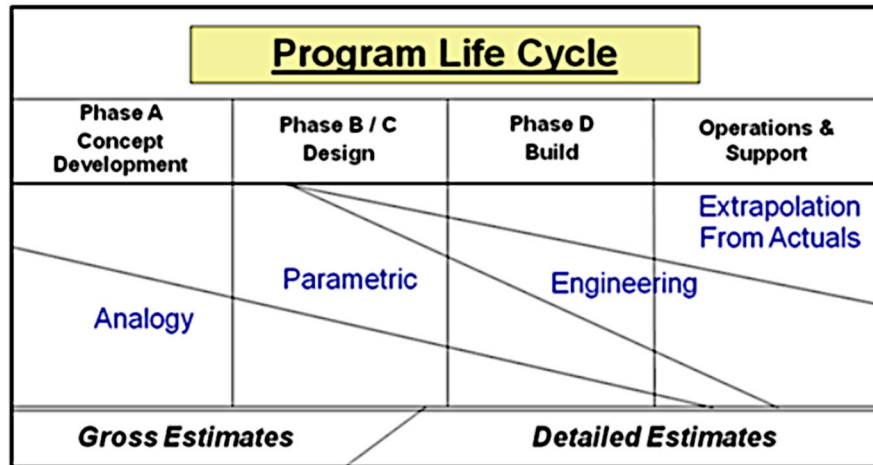 Program Life Cycle
Phase A
Concept
Development
Phase B / C
Design
Phase D
Build
Operations &
Support
Extrapolation
From Actuals
Parametric
Engineering
Analogy
Gross Estimates
Detailed Estimates